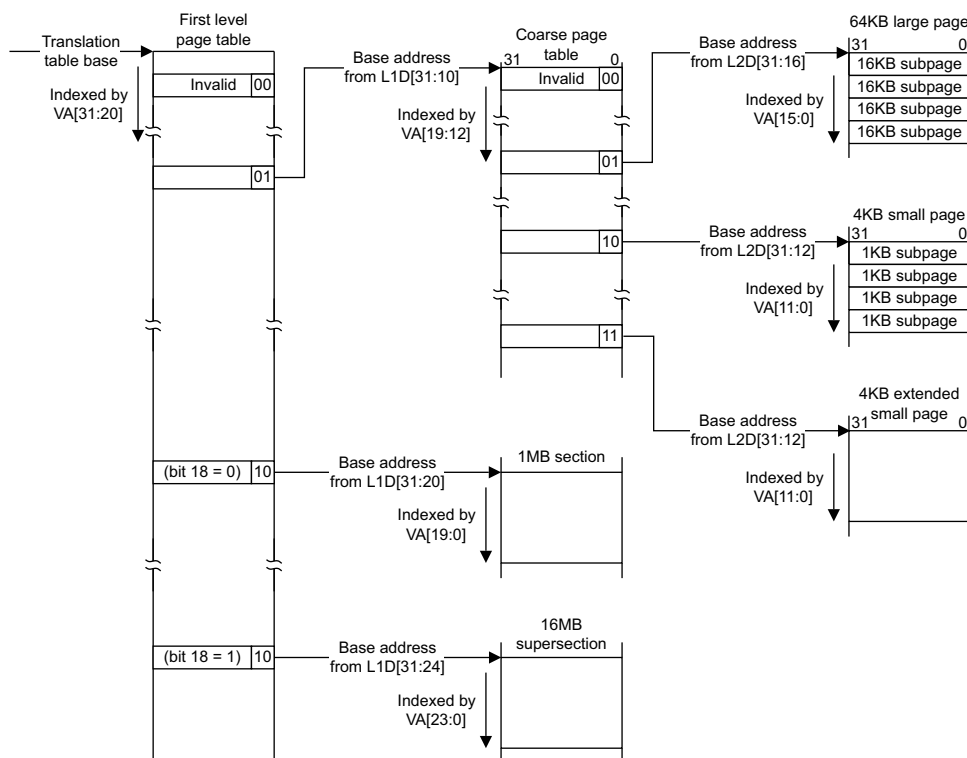 First level
page table
Translation
table base
Indexed by
VA[31:20]
Invalid 00
01
(bit 18 = 0) 10
(bit 18 = 1) 10
Base address
from L1D[31:10]
Coarse page
table
31 0
Invalid 00
Indexed by
VA[19:12]
01
10
11
Base address
from L2D[31:16]
64KB large page
31 0
16KB subpage
16KB subpage
16KB subpage
16KB subpage
Indexed by
VA[15:0]
Base address
from L2D[31:12]
4KB small page
31 0
1KB subpage
1KB subpage
1KB subpage
1KB subpage
Indexed by
VA[11:0]
Base address
from L2D[31:12]
4KB extended
small page
31 0
Indexed by
VA[11:0]
Base address
from L1D[31:20]
1MB section
Indexed by
VA[19:0]
Base address
from L1D[31:24]
16MB
supersection
Indexed by
VA[23:0]